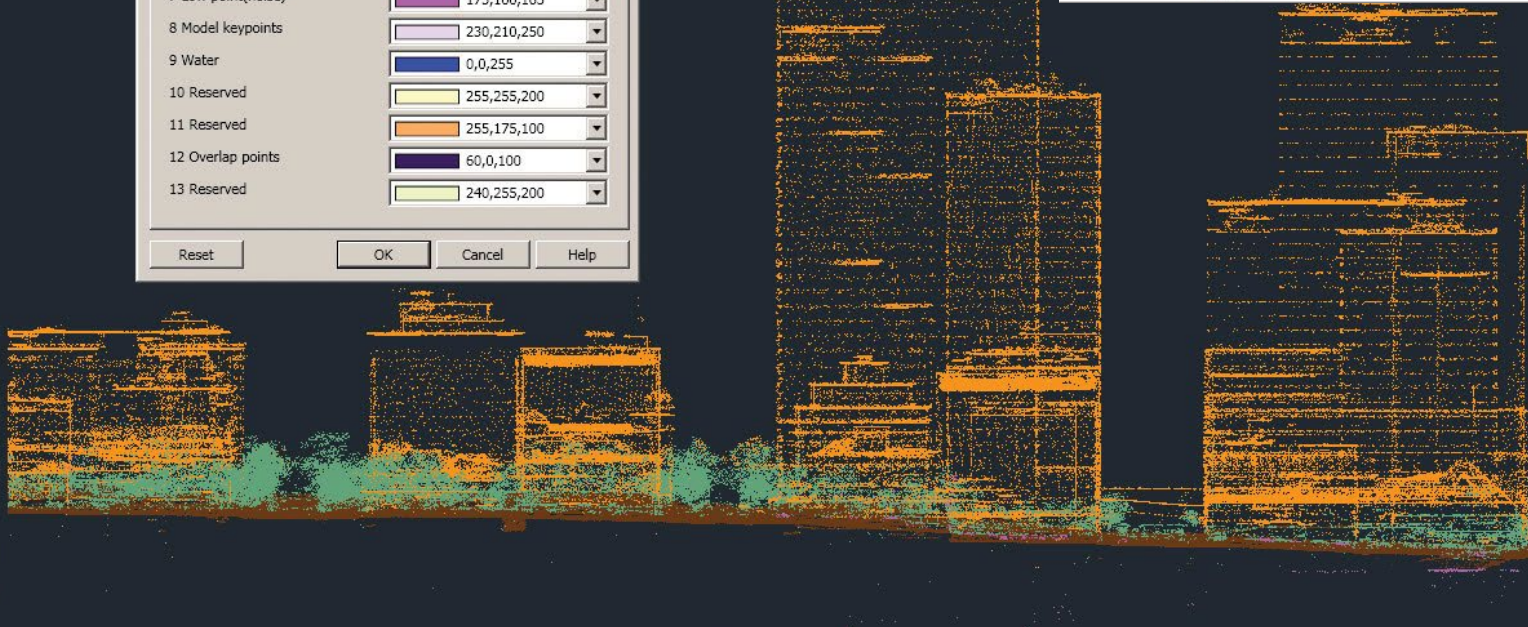 8 Model keypoints 230,210,250
9 Water 0,0,255
10 Reserved 255,255,200
11 Reserved 255,175,100
12 Overlap points 60,0,100
13 Reserved 240,255,200
Reset OK Cancel Help